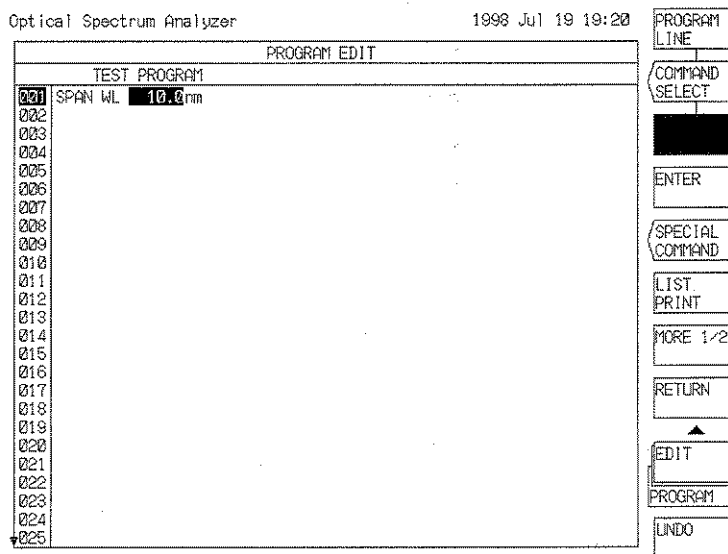 Optical Spectrum Analyzer
1998 Jul 19 19:20
PROGRAM EDIT
TEST PROGRAM
001 SPAN WL 10.0nm
002
003
004
005
006
007
008
009
010
011
012
013
014
015
016
017
018
019
020
021
022
023
024
025
PROGRAM
LINE
COMMAND
SELECT
ENTER
SPECIAL
COMMAND
LIST
PRINT
MORE 1/2
RETURN
EDIT
PROGRAM
UNDO